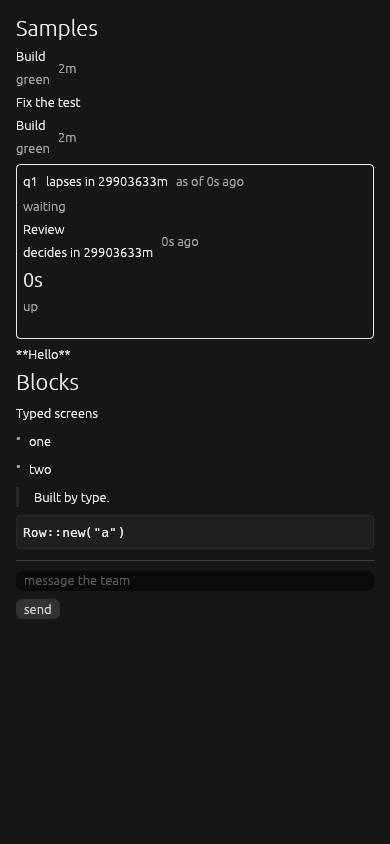 Samples
Build
green 2m
Fix the test
Build
green 2m
q1 lapses in 29903633m as of 0s ago
waiting
Review
decides in 29903633m 0s ago
0s
up
**Hello**
Blocks
Typed screens
• one
• two
Built by type.
Row::new("a")
message the team
send